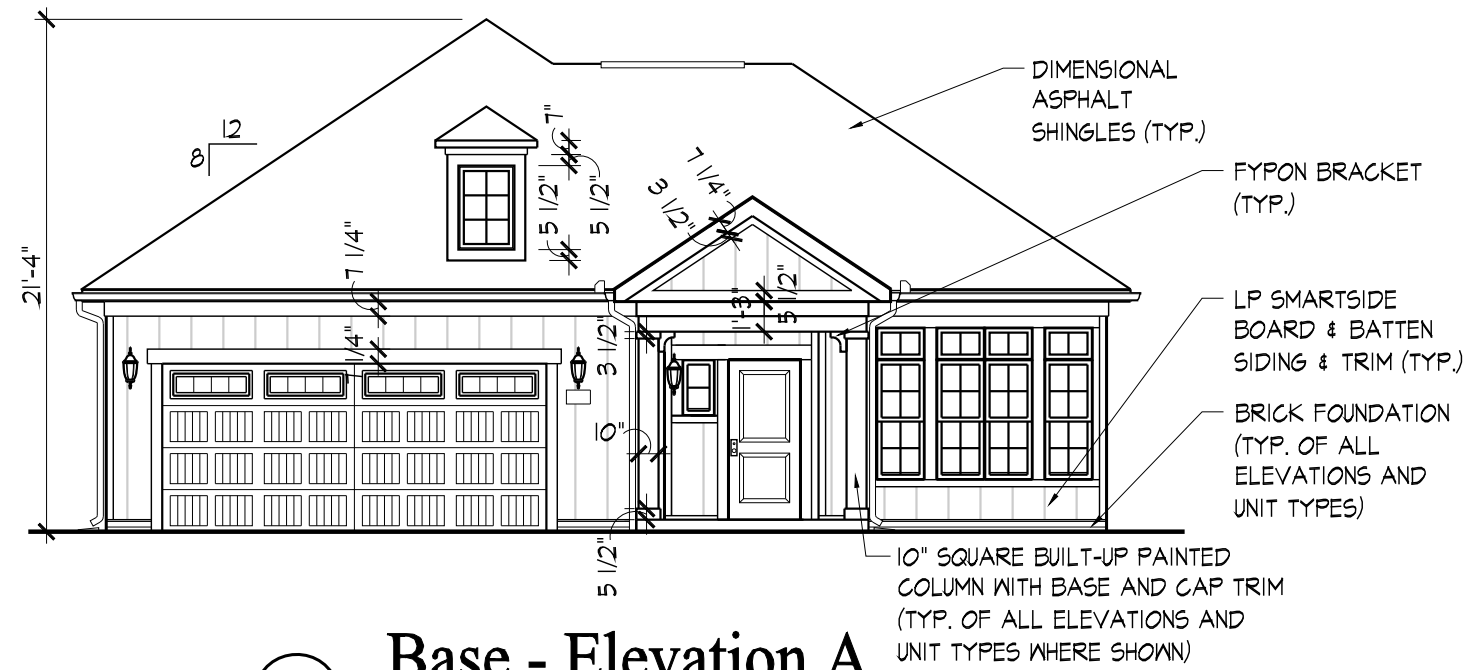 DIMENSIONAL
ASPHALT
SHINGLES (TYP.)
12
8
7"
5 1/2"
5 1/2"
7 1/4"
3 1/2"
FYPON BRACKET
(TYP.)
21'-4"
7 1/4"
1/4"
3 1/2"
1'-3"
5 1/2"
LP SMARTSIDE
BOARD & BATTEN
SIDING & TRIM (TYP.)
BRICK FOUNDATION
(TYP. OF ALL
ELEVATIONS AND
UNIT TYPES)
10"
5 1/2"
10" SQUARE BUILT-UP PAINTED
COLUMN WITH BASE AND CAP TRIM
(TYP. OF ALL ELEVATIONS AND
UNIT TYPES WHERE SHOWN)
Base - Elevation A